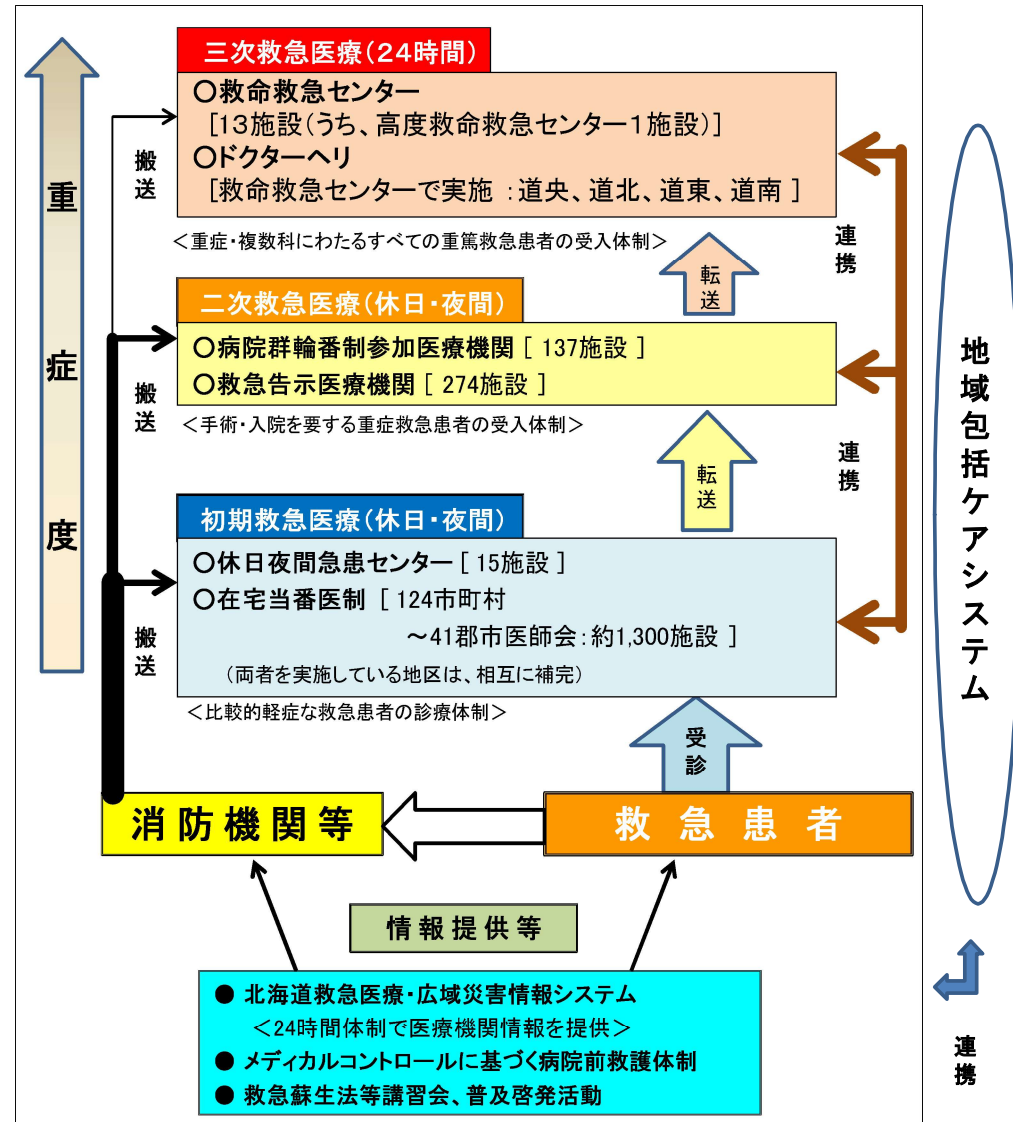 三次救急医療(24時間)
○救命救急センター
[13施設(うち、高度救命救急センター1施設)]
○ドクターヘリ
[救命救急センターで実施 :道央、道北、道東、道南 ]
搬送
<重症・複数科にわたるすべての重篤救急患者の受入体制>
連携
転送
重症度
二次救急医療(休日・夜間)
○病院群輪番制参加医療機関 [ 137施設 ]
○救急告示医療機関 [ 274施設 ]
搬送
<手術・入院を要する重症救急患者の受入体制>
連携
転送
地域包括ケアシステム
初期救急医療(休日・夜間)
○休日夜間急患センター [ 15施設 ]
○在宅当番医制 [ 124市町村
~41郡市医師会:約1,300施設 ]
(両者を実施している地区は、相互に補完)
搬送
<比較的軽症な救急患者の診療体制>
受診
消防機関等
救急患者
情報提供等
● 北海道救急医療・広域災害情報システム
<24時間体制で医療機関情報を提供>
● メディカルコントロールに基づく病院前救護体制
● 救急蘇生法等講習会、普及啓発活動
連携